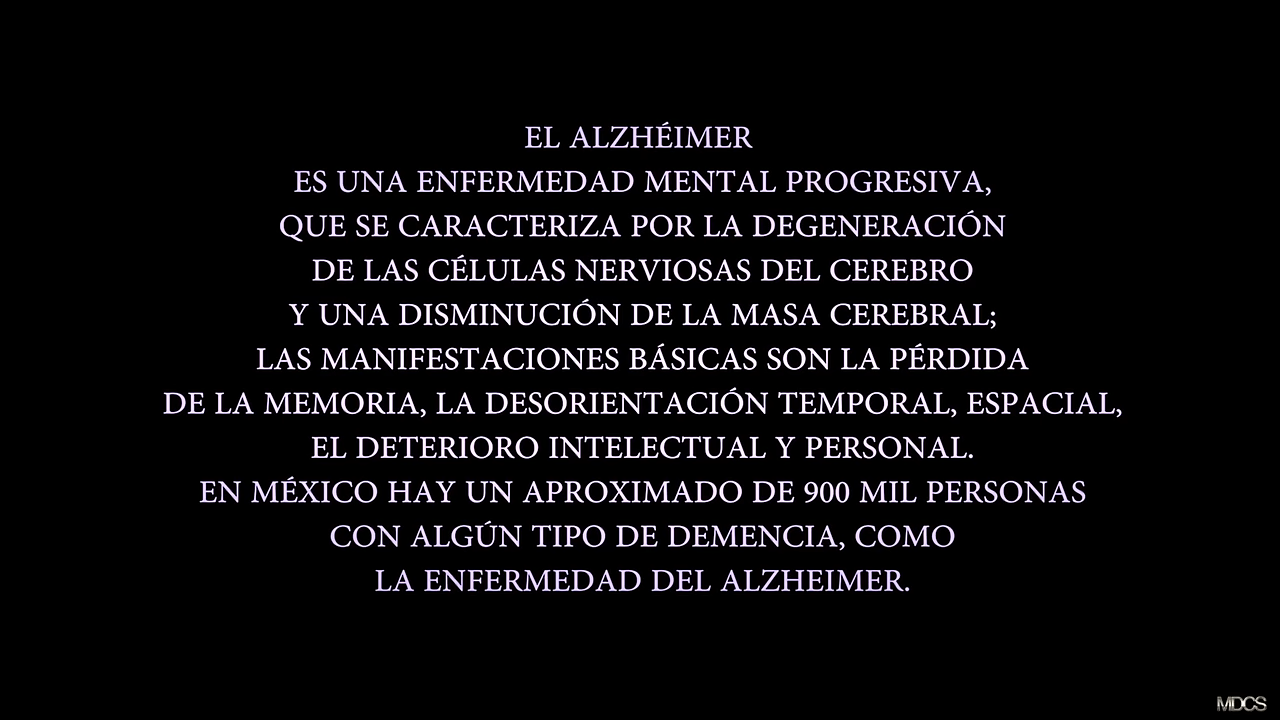 EL ALZHÉIMER
ES UNA ENFERMEDAD MENTAL PROGRESIVA,
QUE SE CARACTERIZA POR LA DEGENERACIÓN
DE LAS CÉLULAS NERVIOSAS DEL CEREBRO
Y UNA DISMINUCIÓN DE LA MASA CEREBRAL;
LAS MANIFESTACIONES BÁSICAS SON LA PÉRDIDA
DE LA MEMORIA, LA DESORIENTACIÓN TEMPORAL, ESPACIAL,
EL DETERIORO INTELECTUAL Y PERSONAL.
EN MÉXICO HAY UN APROXIMADO DE 900 MIL PERSONAS
CON ALGÚN TIPO DE DEMENCIA, COMO
LA ENFERMEDAD DEL ALZHEIMER.
MDCS